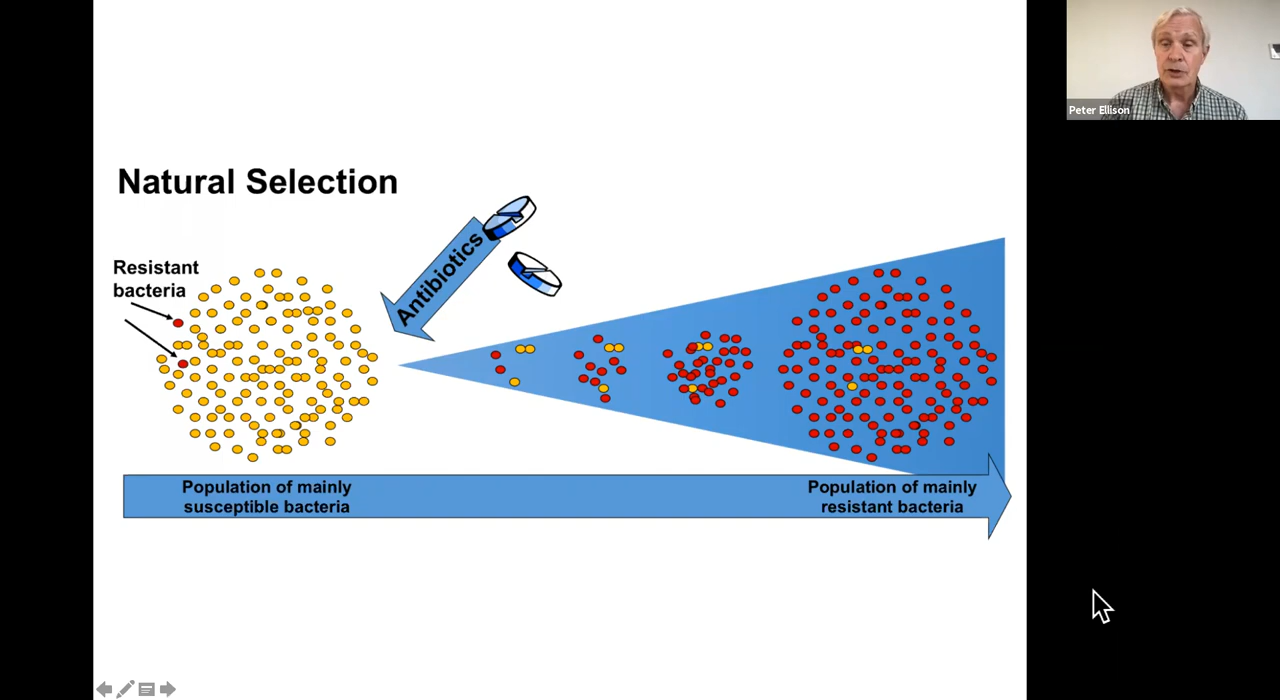 Natural Selection
Resistant
bacteria
Antibiotics
Population of mainly
susceptible bacteria
Population of mainly
resistant bacteria
Peter Ellison